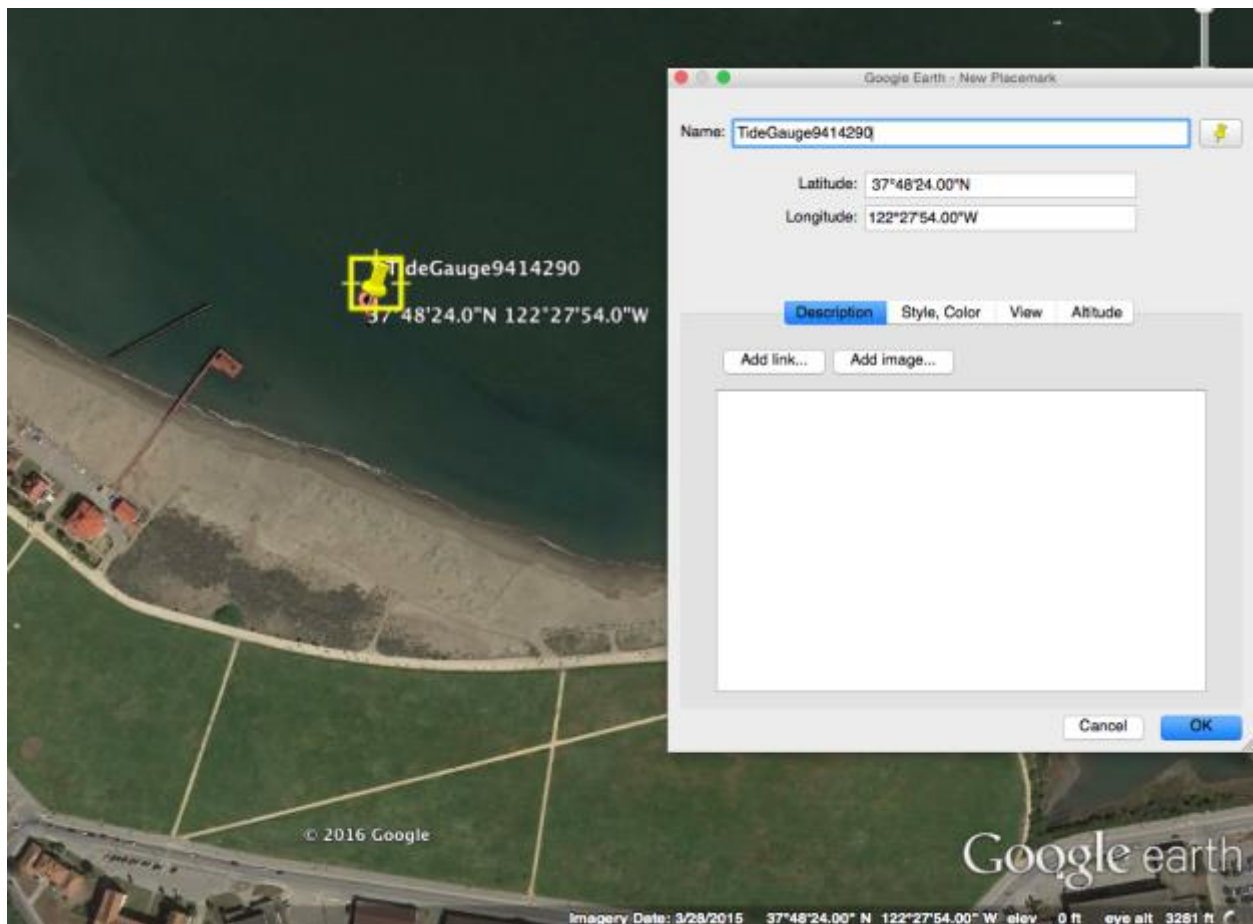 Google Earth - New Placemark
Name: TideGauge9414290
Latitude: 37°48'24.00"N
Longitude: 122°27'54.00"W
Description Style, Color View Altitude
Add link... Add image...
Cancel OK
TideGauge9414290
37°48'24.0"N 122°27'54.0"W
© 2016 Google
Google earth
Imagery Date: 3/28/2015 37°48'24.00" N 122°27'54.00" W elev 0 ft eye alt 3281 ft